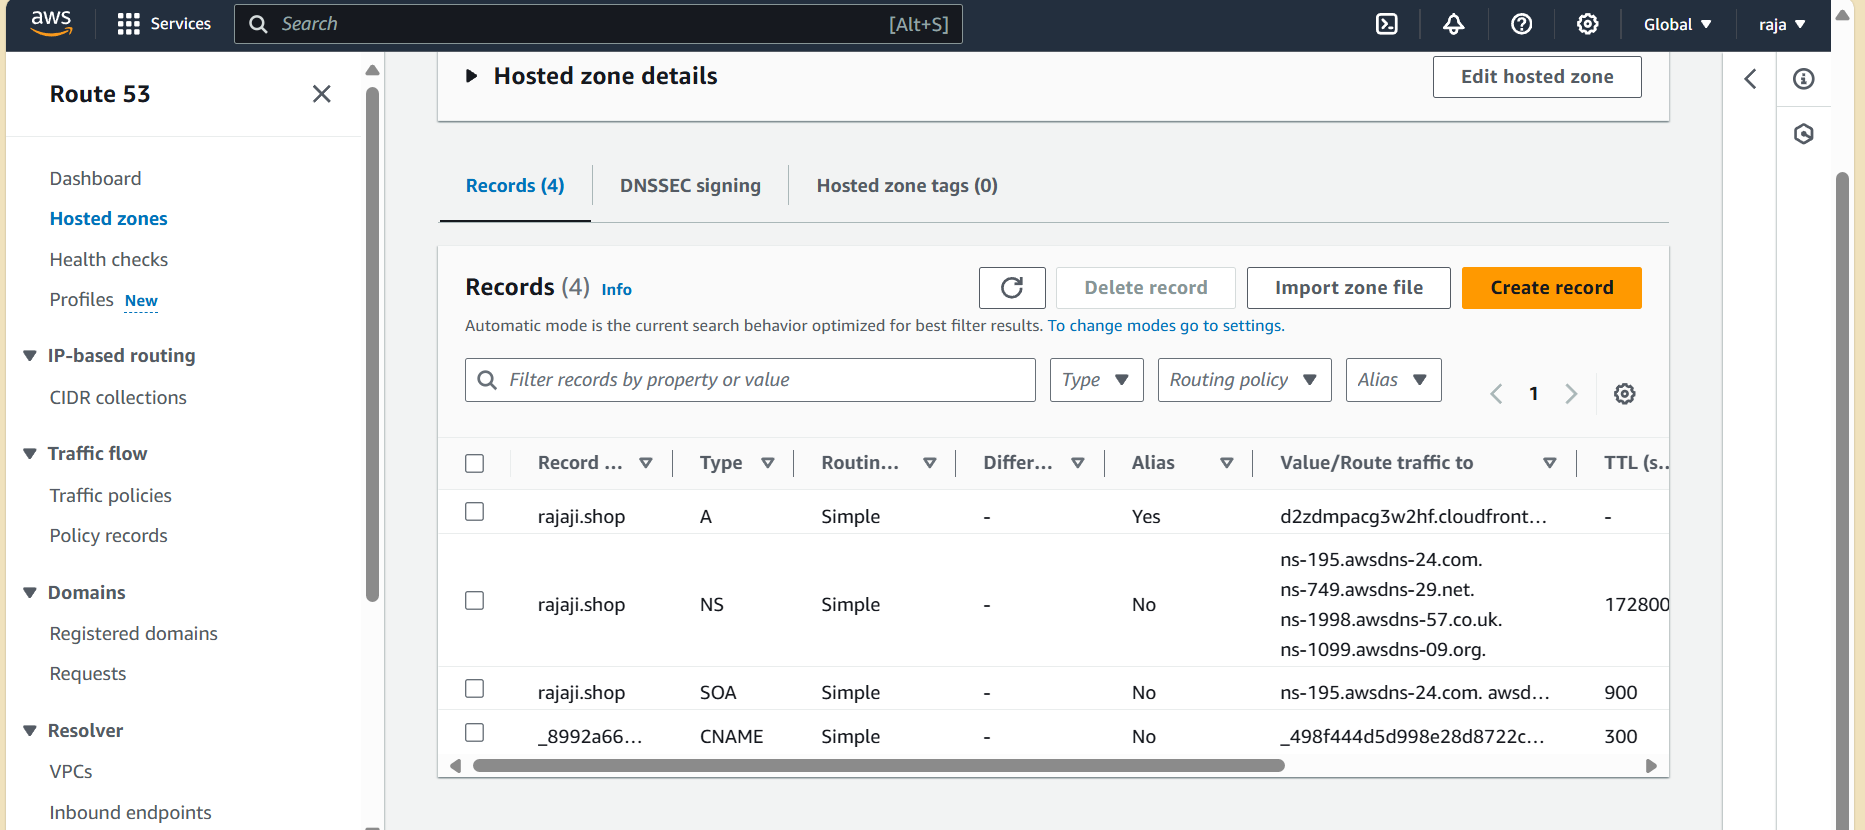 aws
Services
Search
[Alt+S]
Global
raja
Route 53
Dashboard
Hosted zones
Health checks
Profiles New
IP-based routing
CIDR collections
Traffic flow
Traffic policies
Policy records
Domains
Registered domains
Requests
Resolver
VPCs
Inbound endpoints
Hosted zone details
Edit hosted zone
Records (4)
DNSSEC signing
Hosted zone tags (0)
Records (4) Info
Delete record
Import zone file
Create record
Automatic mode is the current search behavior optimized for best filter results. To change modes go to settings.
Filter records by property or value
Type
Routing policy
Alias
1
Record ... Type Routin... Differ... Alias Value/Route traffic to TTL (s...
rajaji.shop A Simple - Yes d2zdmpacg3w2hf.cloudfront... -
rajaji.shop NS Simple - No
ns-195.awsdns-24.com.
ns-749.awsdns-29.net.
ns-1998.awsdns-57.co.uk.
ns-1099.awsdns-09.org.
172800
rajaji.shop SOA Simple - No ns-195.awsdns-24.com. awsd... 900
_8992a66... CNAME Simple - No _498f444d5d998e28d8722c... 300